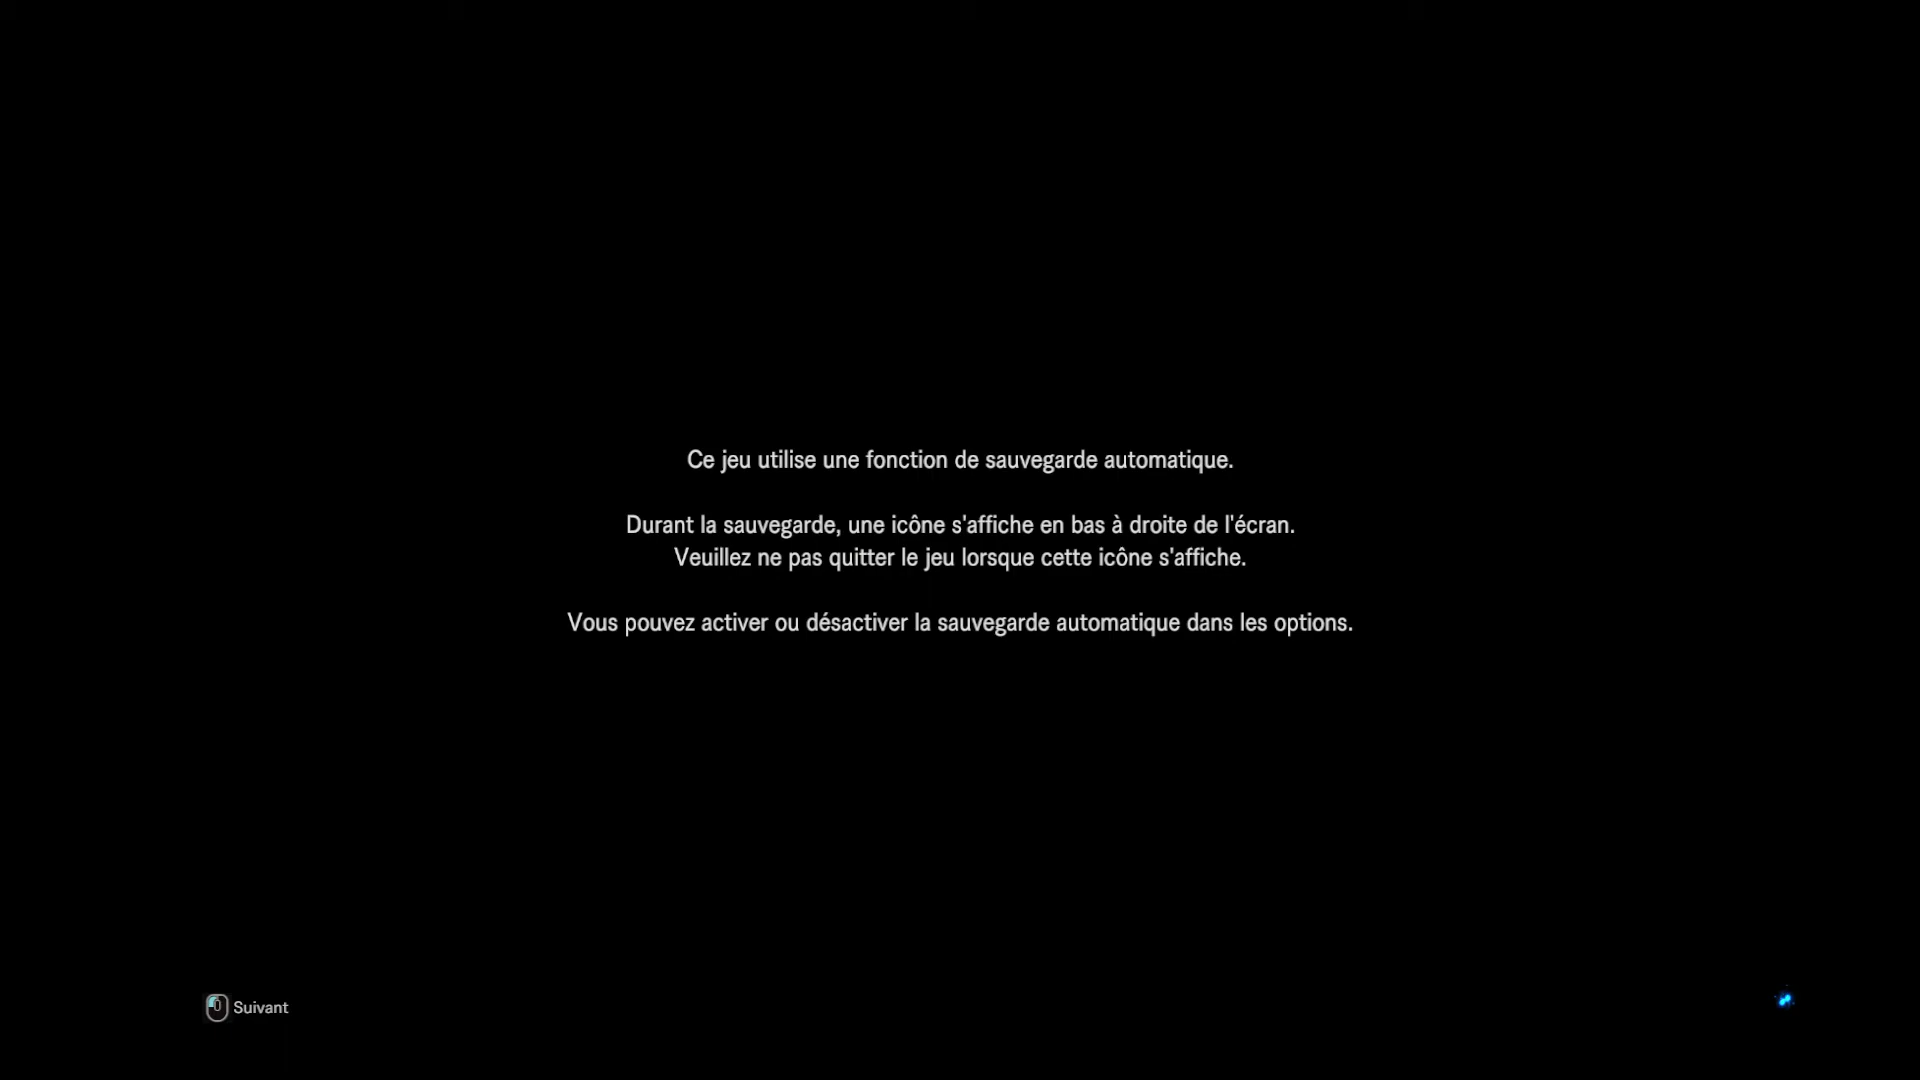 Ce jeu utilise une fonction de sauvegarde automatique.
Durant la sauvegarde, une icône s'affiche en bas à droite de l'écran.
Veuillez ne pas quitter le jeu lorsque cette icône s'affiche.
Vous pouvez activer ou désactiver la sauvegarde automatique dans les options.
Suivant